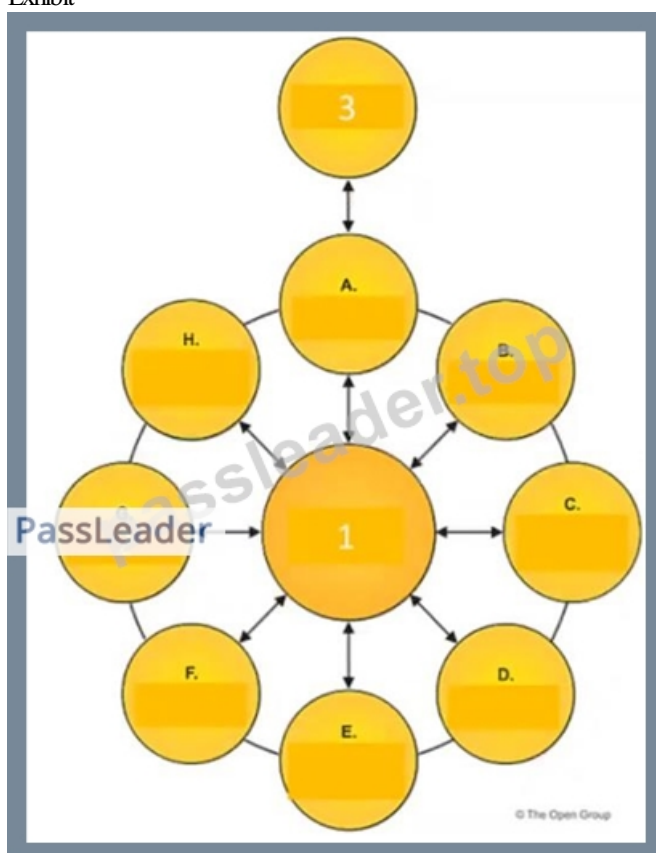 Exhibit
3
A.
H.
B.
passleader.top
C.
PassLeader
1
F.
D.
E.
© The Open Group